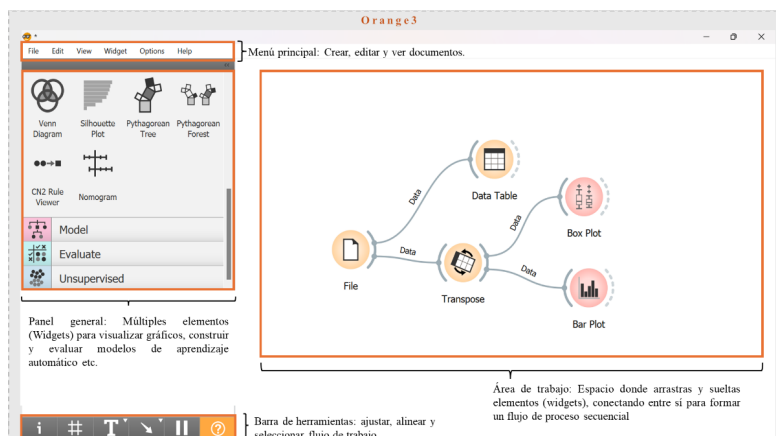 Orange3
File Edit View Widget Options Help
Menú principal: Crear, editar y ver documentos.
Venn Diagram
Silhouette Plot
Pythagorean Tree
Pythagorean Forest
CN2 Rule Viewer
Nomogram
Model
Evaluate
Unsupervised
File
Data
Data
Data Table
Transpose
Data
Data
Box Plot
Bar Plot
Panel general: Múltiples elementos
(Widgets) para visualizar gráficos, construir
y evaluar modelos de aprendizaje
automático etc.
Área de trabajo: Espacio donde arrastras y sueltas
elementos (widgets), conectando entre sí para formar
un flujo de proceso secuencial
i # T ?
Barra de herramientas: ajustar, alinear y
seleccionar flujo de trabajo